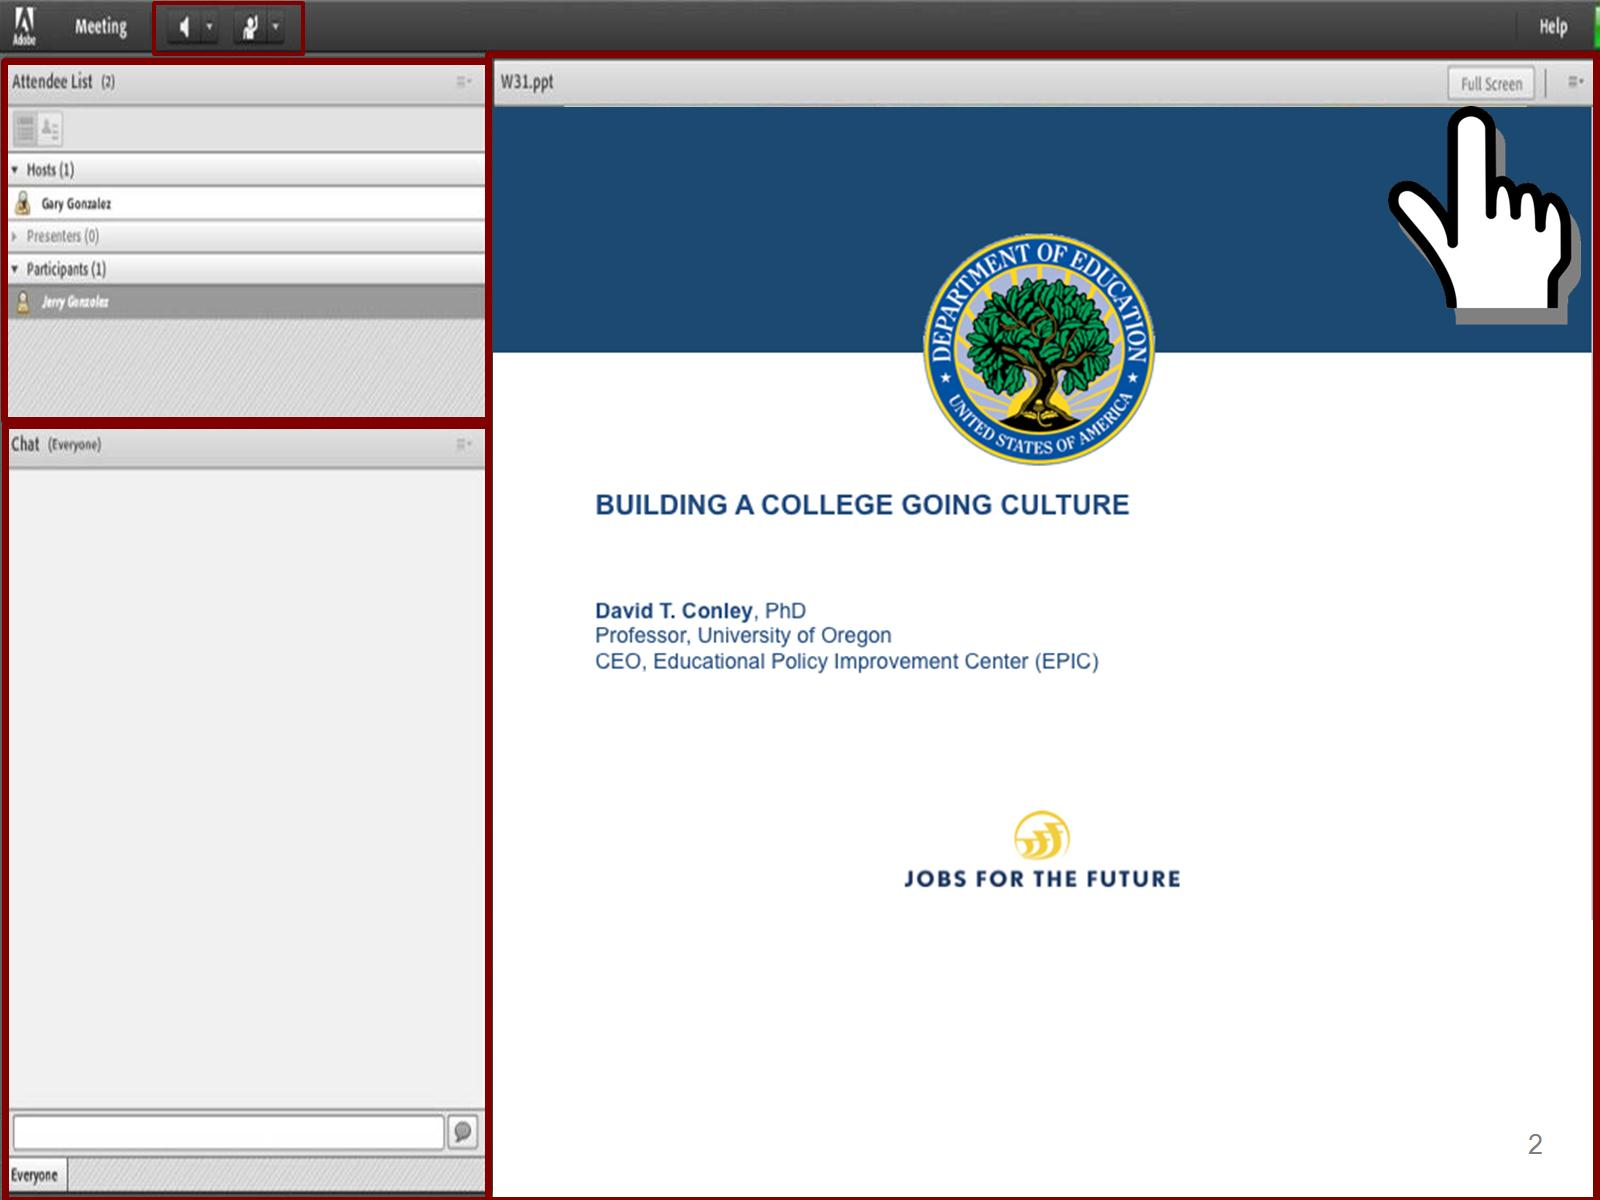 Adobe
Meeting
Help
Attendee List (2)
Hosts (1)
Gary Gonzalez
Presenters (0)
Participants (1)
Jerry Gonzolez
Chat (Everyone)
Everyone
W31.ppt
Full Screen
DEPARTMENT OF EDUCATION
UNITED STATES OF AMERICA
BUILDING A COLLEGE GOING CULTURE
David T. Conley, PhD
Professor, University of Oregon
CEO, Educational Policy Improvement Center (EPIC)
JOBS FOR THE FUTURE
2